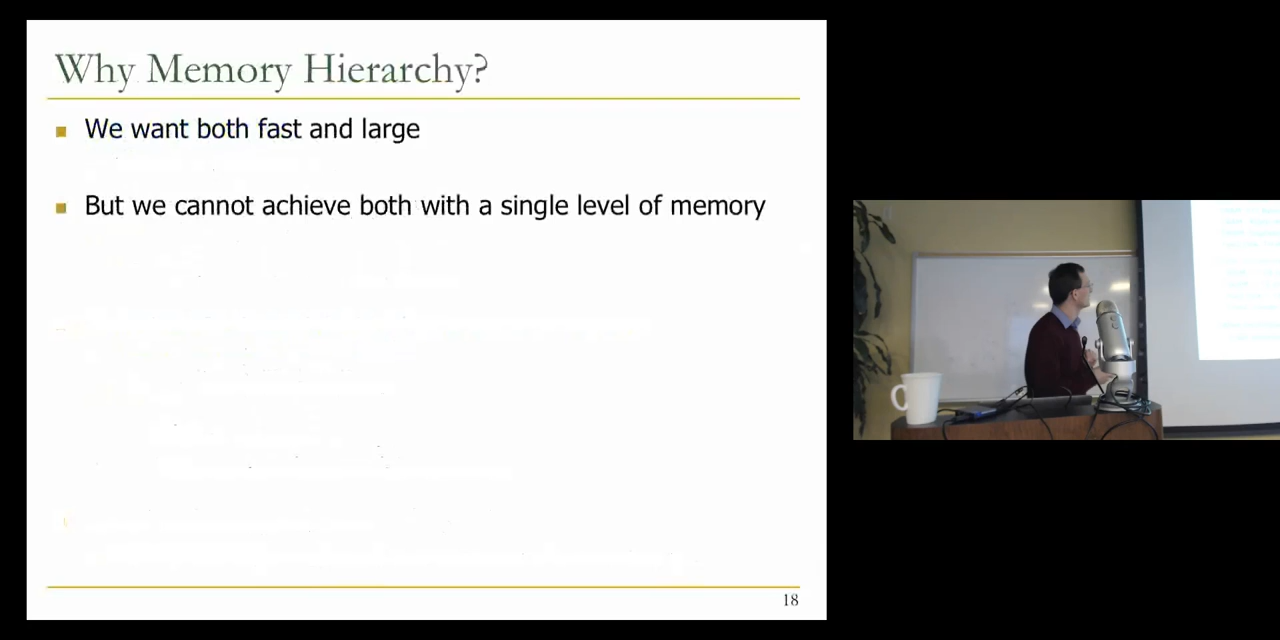 Why Memory Hierarchy?
We want both fast and large
But we cannot achieve both with a single level of memory
18